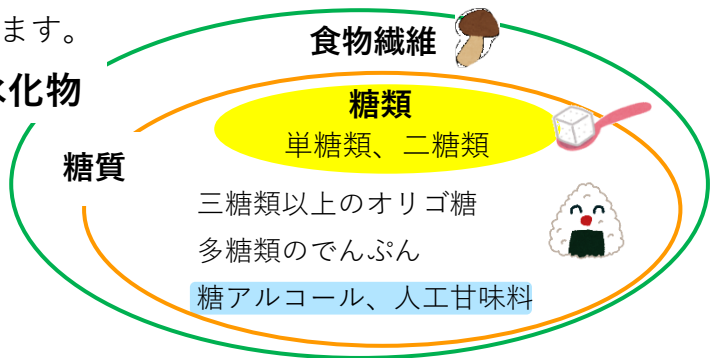 ます。
食物繊維
水化物
糖類
単糖類、二糖類
糖質
三糖類以上のオリゴ糖
多糖類のでんぷん
糖アルコール、人工甘味料